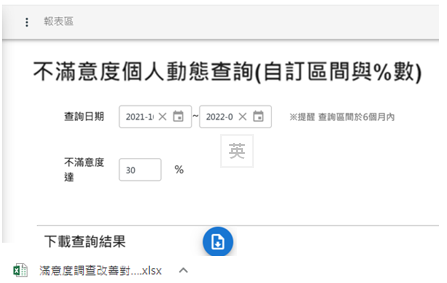 報表區
不滿意度個人動態查詢(自訂區間與%數)
查詢日期 2021-1 ~ 2022-0 ※提醒 查詢區間於6個月內
英
不滿意度達 30 %
下載查詢結果
滿意度調查改善對....xlsx